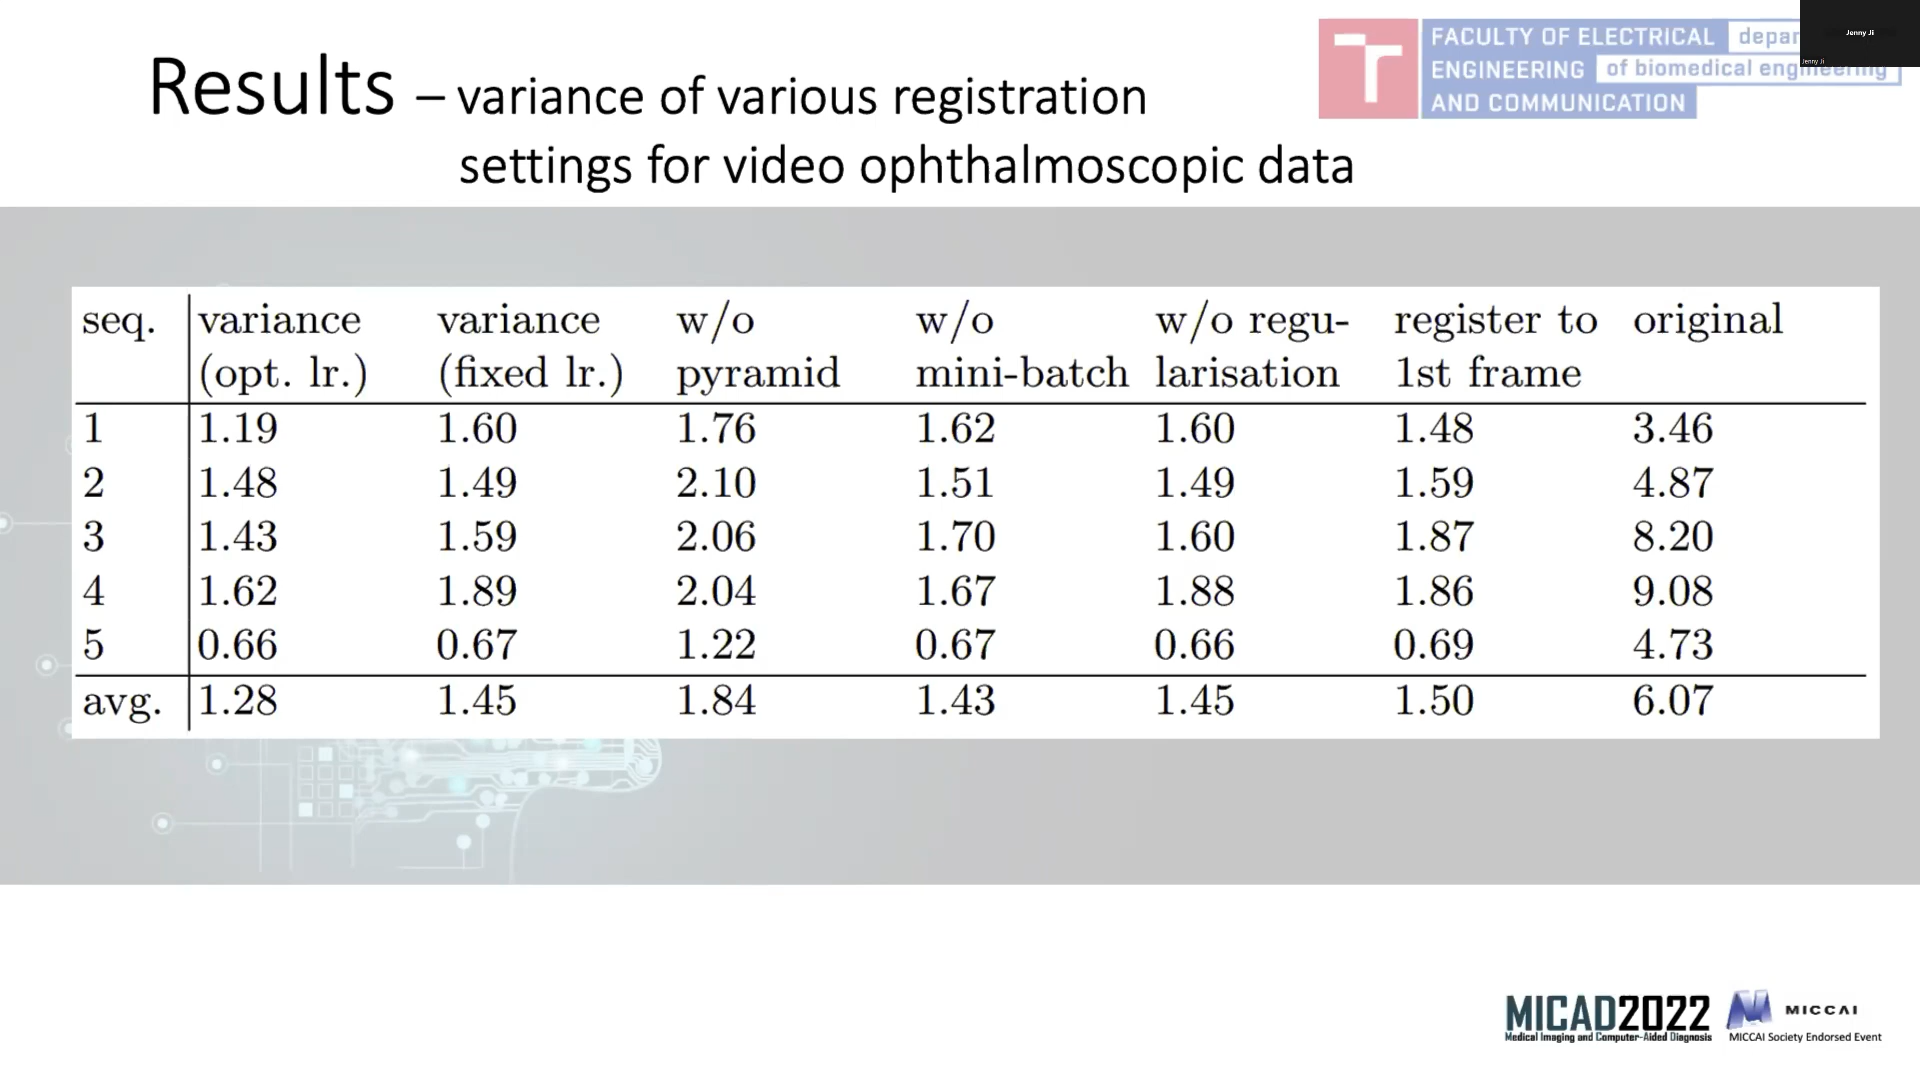 Results – variance of various registration
settings for video ophthalmoscopic data
FACULTY OF ELECTRICAL
ENGINEERING of biomedical engineering
AND COMMUNICATION
Jenny Ji
Jenny Ji
seq. variance variance w/o w/o w/o regu- register to original
(opt. lr.) (fixed lr.) pyramid mini-batch larisation 1st frame
1 1.19 1.60 1.76 1.62 1.60 1.48 3.46
2 1.48 1.49 2.10 1.51 1.49 1.59 4.87
3 1.43 1.59 2.06 1.70 1.60 1.87 8.20
4 1.62 1.89 2.04 1.67 1.88 1.86 9.08
5 0.66 0.67 1.22 0.67 0.66 0.69 4.73
avg. 1.28 1.45 1.84 1.43 1.45 1.50 6.07
MICAD2022
Medical Imaging and Computer-Aided Diagnosis
MICCAI
MICCAI Society Endorsed Event